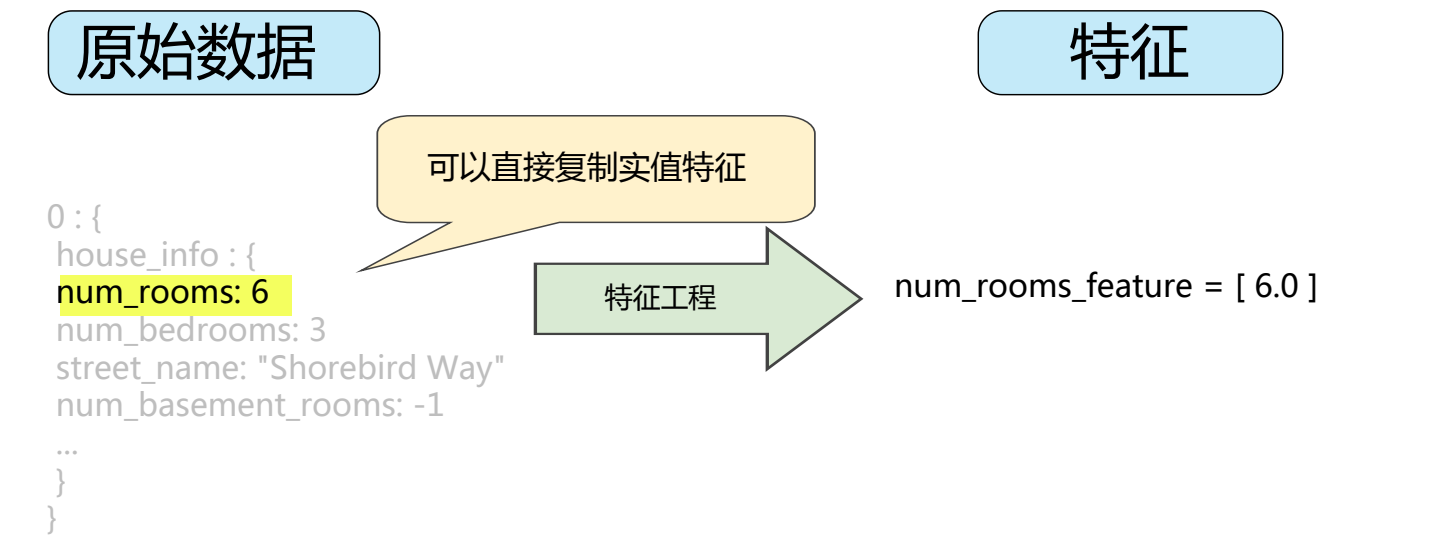 原始数据
特征
可以直接复制实值特征
0 : {
house_info : {
num_rooms: 6
num_bedrooms: 3
street_name: "Shorebird Way"
num_basement_rooms: -1
...
}
}
特征工程
num_rooms_feature = [ 6.0 ]